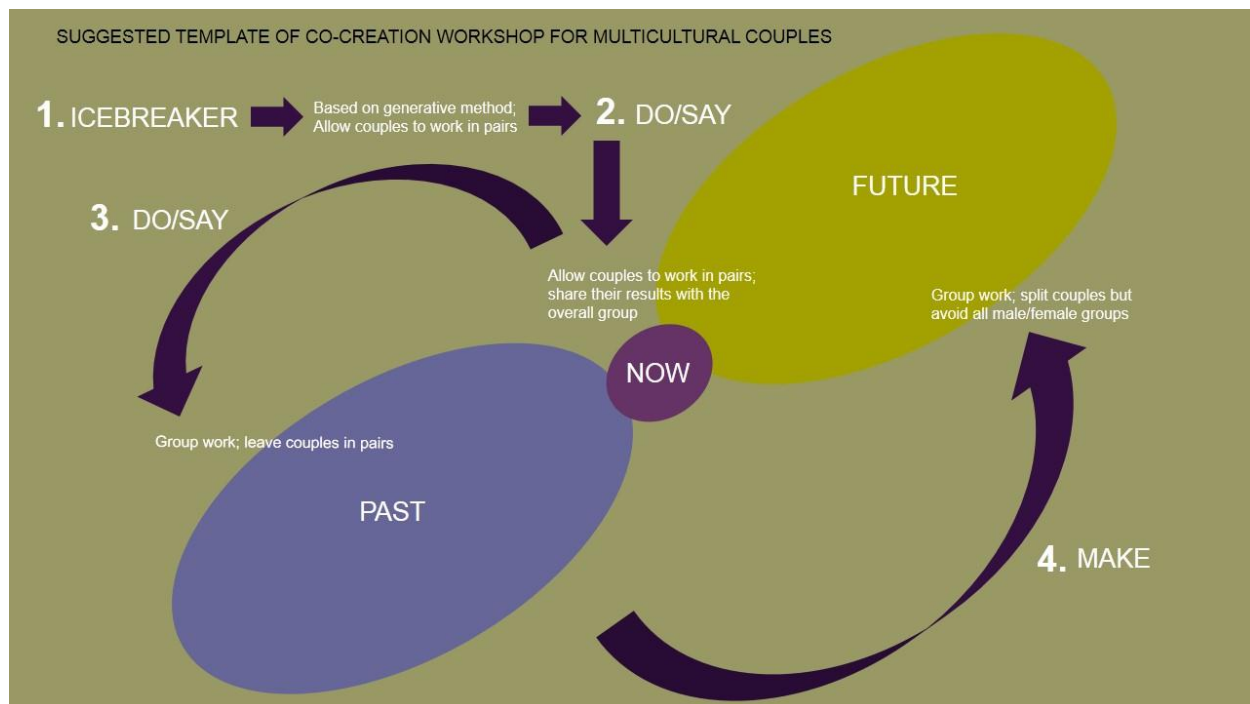 SUGGESTED TEMPLATE OF CO-CREATION WORKSHOP FOR MULTICULTURAL COUPLES
1. ICEBREAKER
Based on generative method;
Allow couples to work in pairs
2. DO/SAY
Allow couples to work in pairs;
share their results with the
overall group
NOW
3. DO/SAY
Group work; leave couples in pairs
PAST
4. MAKE
Group work; split couples but
avoid all male/female groups
FUTURE